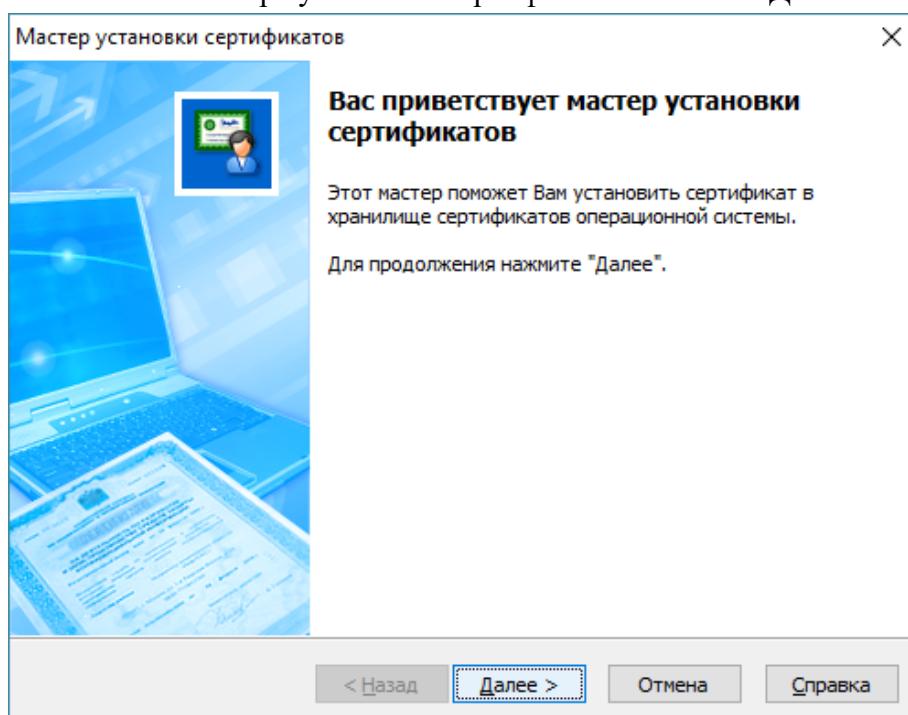 Мастер установки сертификатов
Вас приветствует мастер установки
сертификатов
Этот мастер поможет Вам установить сертификат в
хранилище сертификатов операционной системы.
Для продолжения нажмите "Далее".
< Назад
Далее >
Отмена
Справка